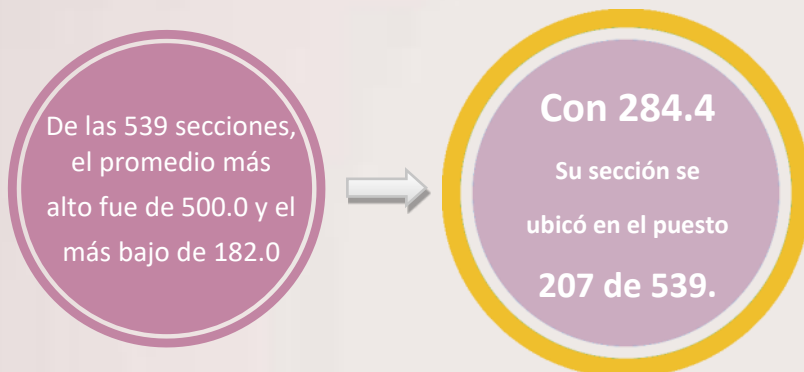 De las 539 secciones,
el promedio más
alto fue de 500.0 y el
más bajo de 182.0
Con 284.4
Su sección se
ubicó en el puesto
207 de 539.